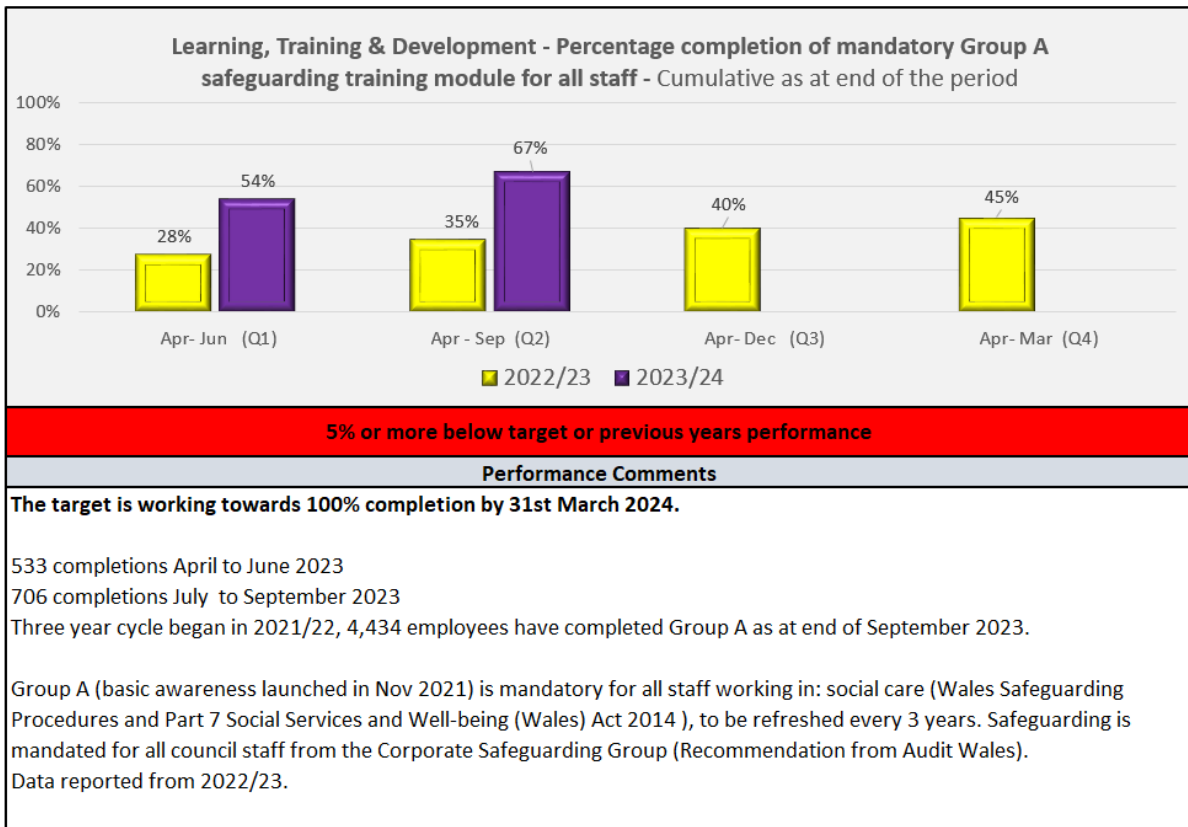 Learning, Training & Development - Percentage completion of mandatory Group A
safeguarding training module for all staff - Cumulative as at end of the period
100%
80%
60%
40%
20%
0%
28%
54%
35%
67%
40%
45%
Apr- Jun (Q1)
Apr - Sep (Q2)
Apr- Dec (Q3)
Apr- Mar (Q4)
2022/23
2023/24
5% or more below target or previous years performance
Performance Comments
The target is working towards 100% completion by 31st March 2024.
533 completions April to June 2023
706 completions July to September 2023
Three year cycle began in 2021/22, 4,434 employees have completed Group A as at end of September 2023.
Group A (basic awareness launched in Nov 2021) is mandatory for all staff working in: social care (Wales Safeguarding
Procedures and Part 7 Social Services and Well-being (Wales) Act 2014 ), to be refreshed every 3 years. Safeguarding is
mandated for all council staff from the Corporate Safeguarding Group (Recommendation from Audit Wales).
Data reported from 2022/23.